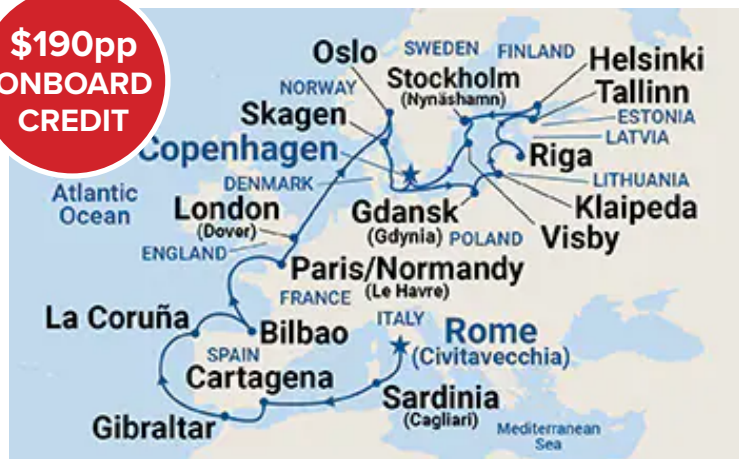 $190pp
ONBOARD
CREDIT
Oslo
SWEDEN
FINLAND
Helsinki
Stockholm
(Nynäshamn)
Tallinn
NORWAY
Skagen
ESTONIA
LATVIA
Copenhagen
Riga
DENMARK
LITHUANIA
Atlantic
Ocean
London
(Dover)
Gdansk
(Gdynia)
POLAND
Klaipeda
Visby
ENGLAND
Paris/Normandy
(Le Havre)
FRANCE
La Coruña
Bilbao
ITALY
Rome
(Civitavecchia)
SPAIN
Cartagena
Sardinia
(Cagliari)
Gibraltar
Mediterranean
Sea